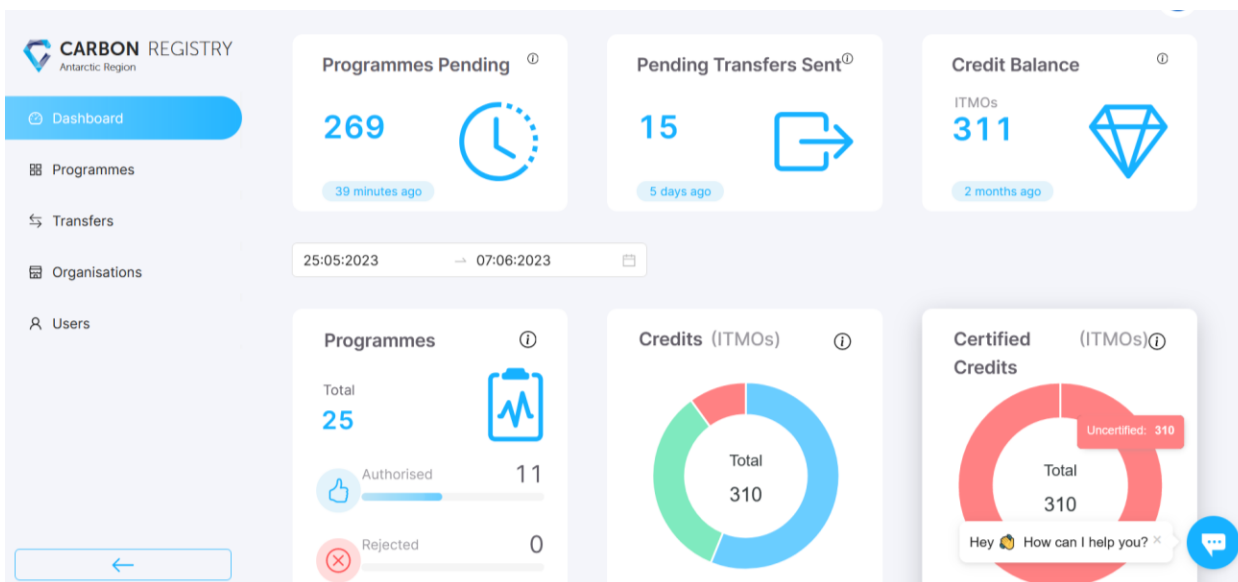 CARBON REGISTRY
Antarctic Region
Dashboard
Programmes
Transfers
Organisations
Users
Programmes Pending
269
39 minutes ago
Pending Transfers Sent
15
5 days ago
Credit Balance
ITMOs
311
2 months ago
25:05:2023 → 07:06:2023
Programmes
Total
25
Authorised 11
Rejected 0
Credits (ITMOs)
Total
310
Certified (ITMOs)
Credits
Uncertified: 310
Total
310
Hey 👏 How can I help you? ×